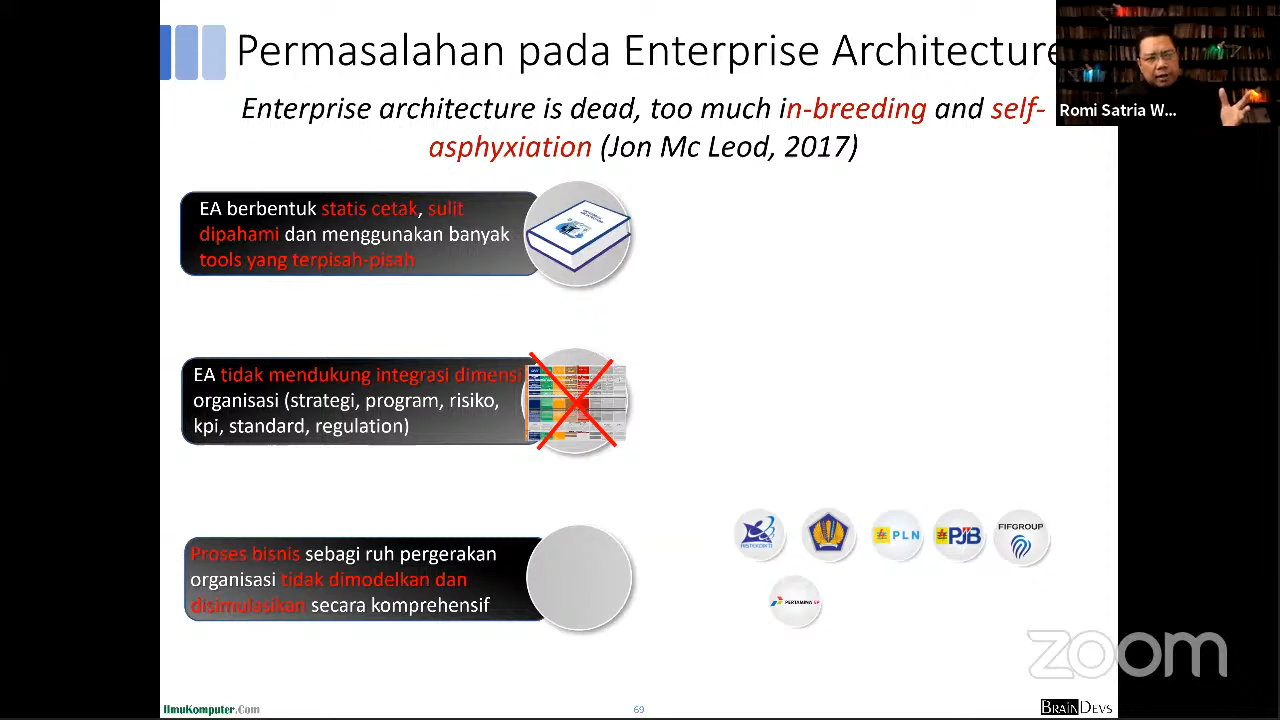 Permasalahan pada Enterprise Architecture
Romi Satria W...
Enterprise architecture is dead, too much in-breeding and self-
asphyxiation (Jon Mc Leod, 2017)
EA berbentuk statis cetak, sulit
dipahami dan menggunakan banyak
tools yang terpisah-pisah
EA tidak mendukung integrasi dimensi
organisasi (strategi, program, risiko,
kpi, standard, regulation)
Proses bisnis sebagi ruh pergerakan
organisasi tidak dimodelkan dan
disimulasikan secara komprehensif
RISTEKDIKTI
PLN
PJB
FIFGROUP
PERTAMINA
zoom
IlmuKomputer.Com
69
BRAINDEVS